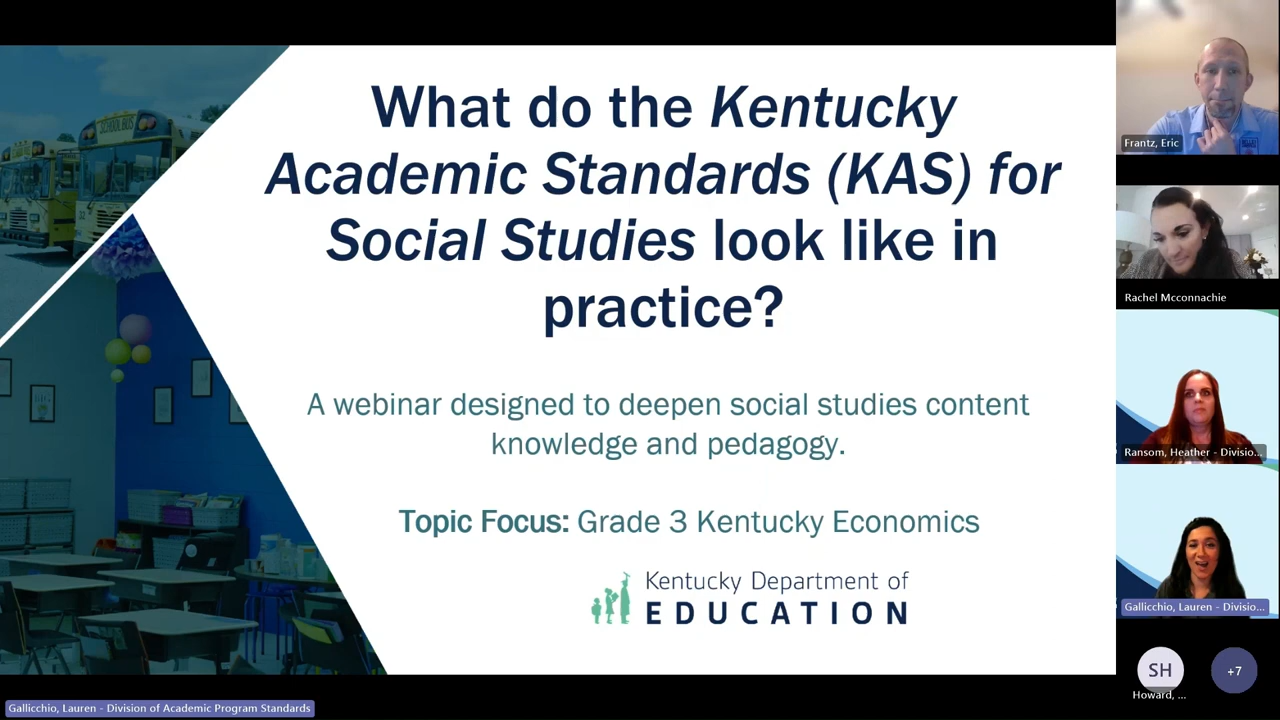 SCHOOL BUS
What do the Kentucky
Academic Standards (KAS) for
Social Studies look like in
practice?
A webinar designed to deepen social studies content
knowledge and pedagogy.
Topic Focus: Grade 3 Kentucky Economics
Kentucky Department of
EDUCATION
Frantz, Eric
Rachel Mcconnachie
Ransom, Heather - Divisio...
Gallicchio, Lauren - Divisio...
SH
+7
Howard, ...
Gallicchio, Lauren - Division of Academic Program Standards